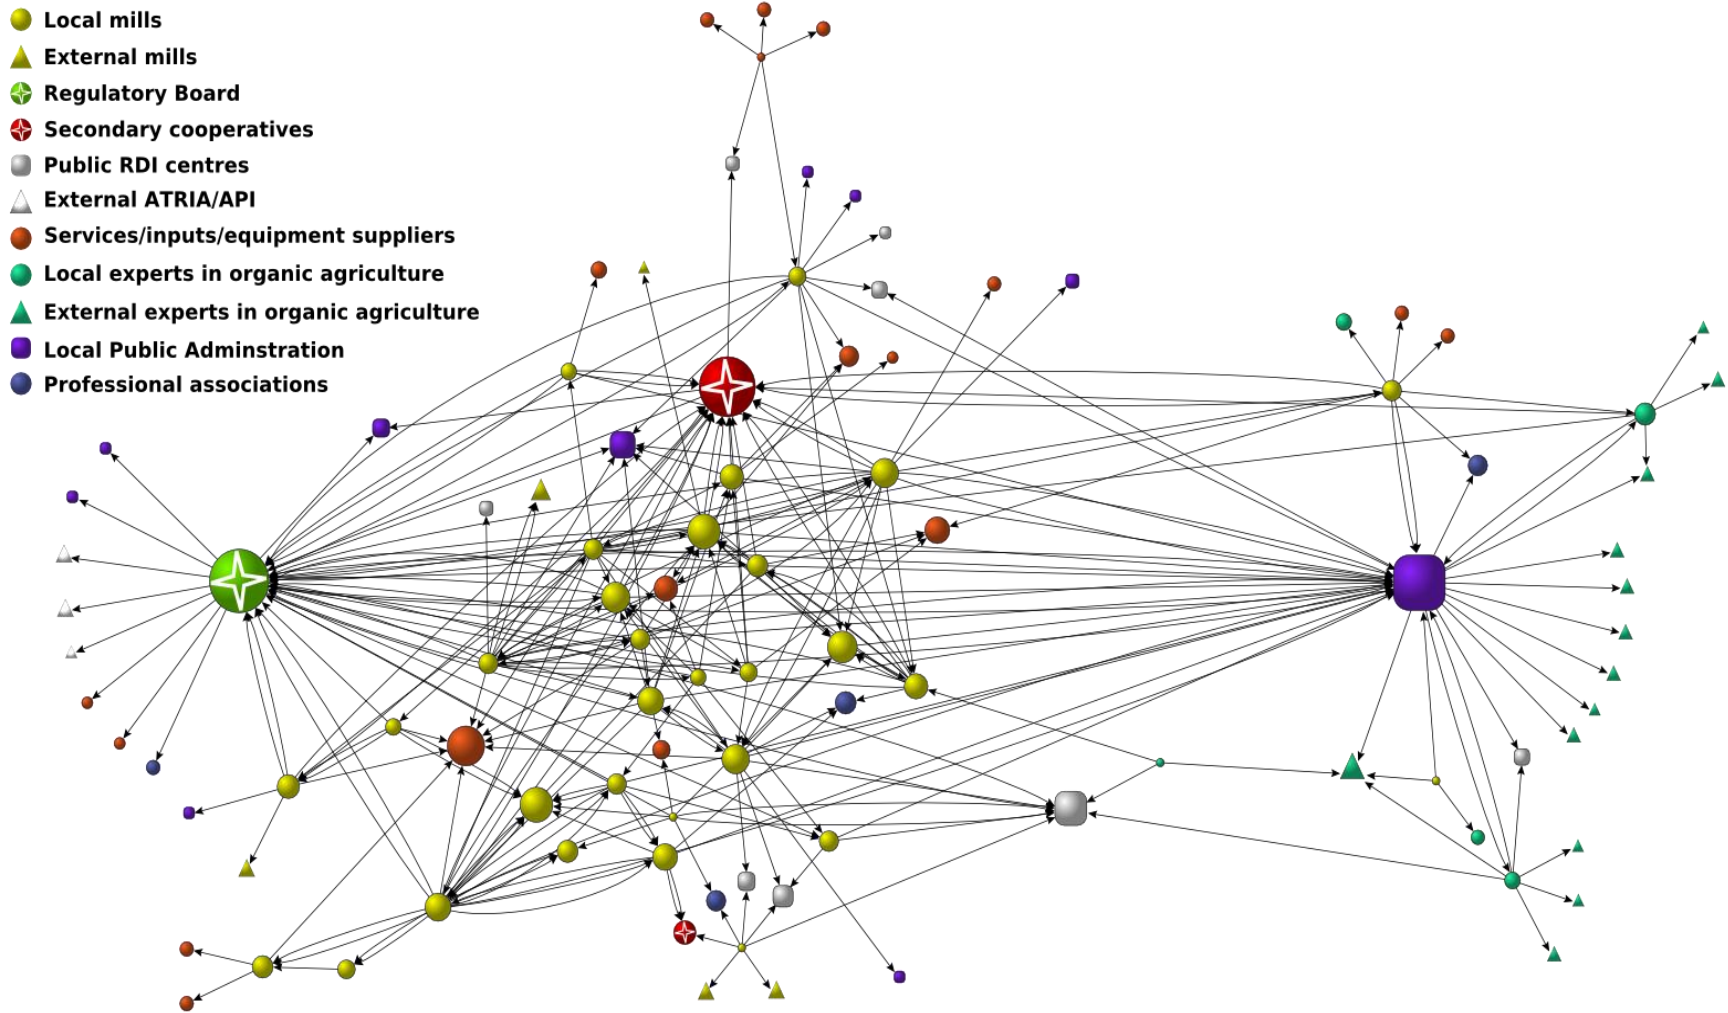 Local mills
External mills
Regulatory Board
Secondary cooperatives
Public RDI centres
External ATRIA/API
Services/inputs/equipment suppliers
Local experts in organic agriculture
External experts in organic agriculture
Local Public Adminstration
Professional associations